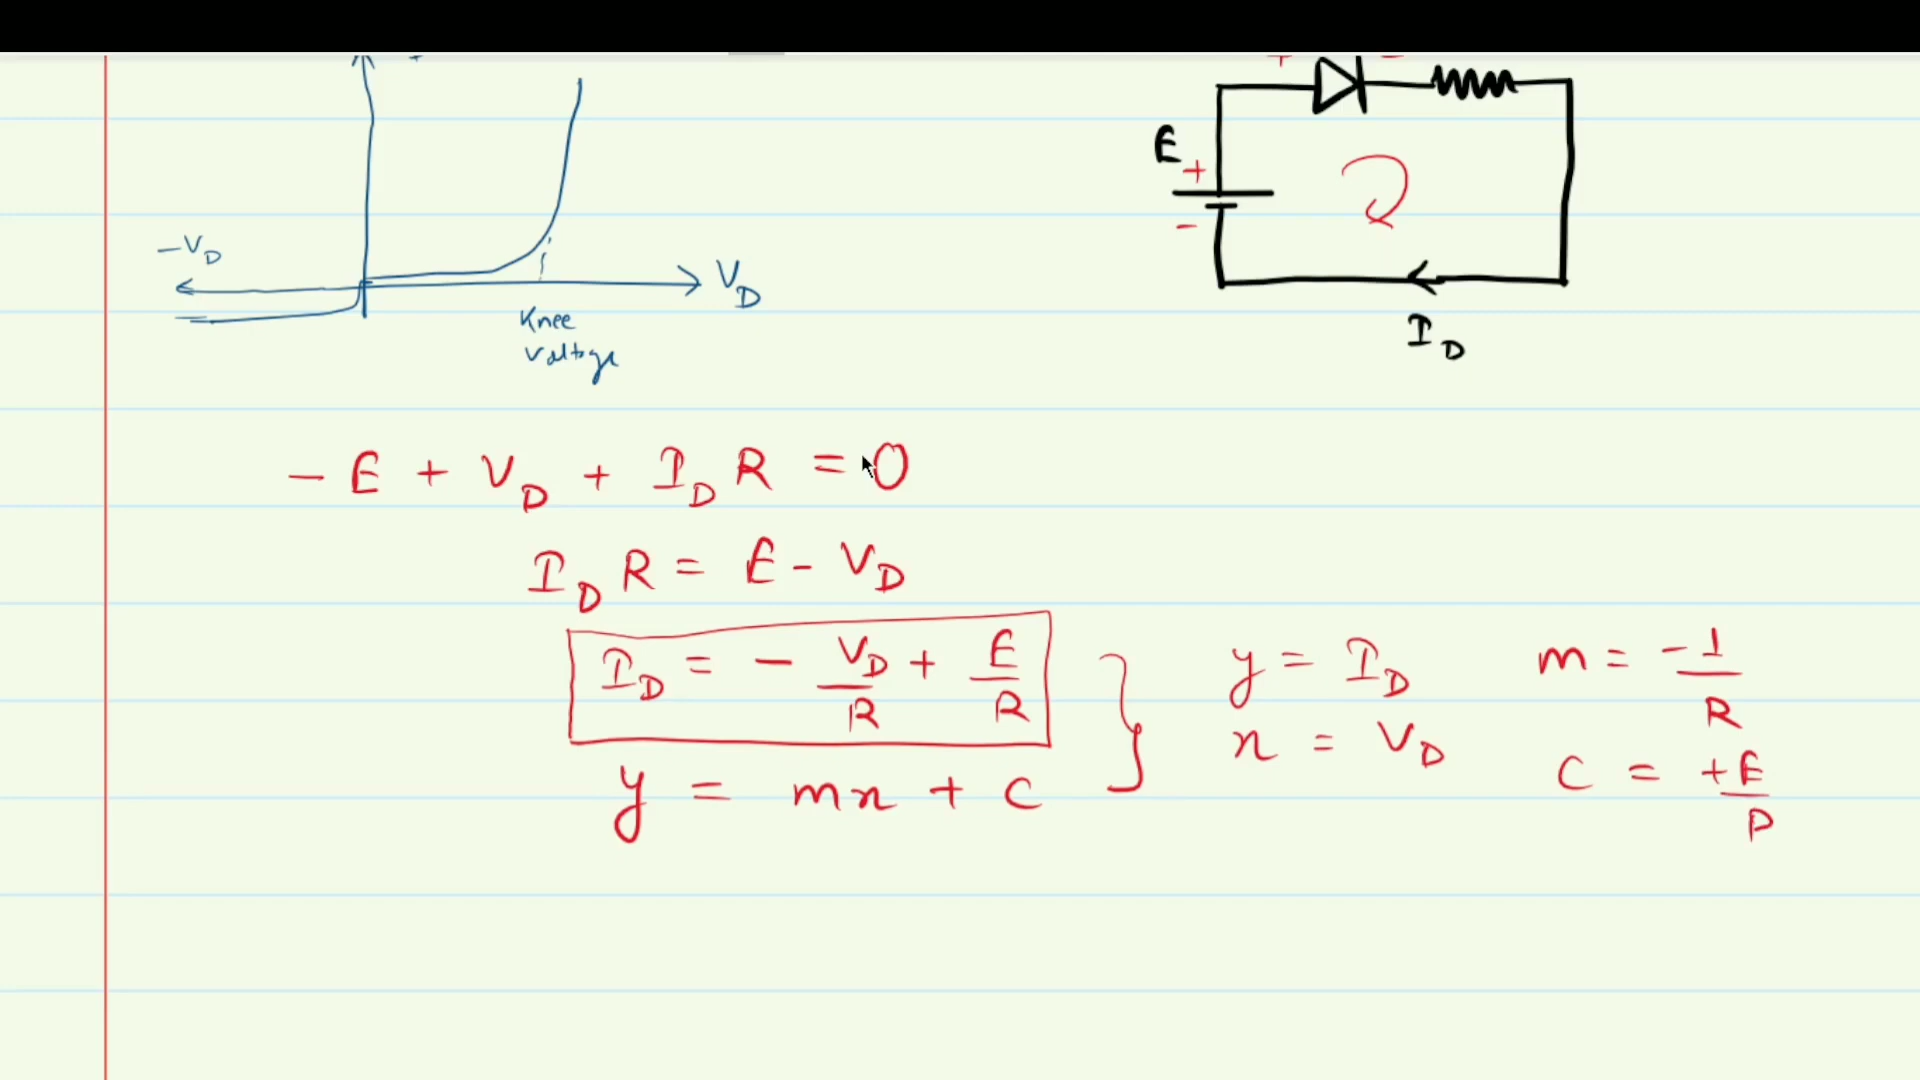 + -
E
+
-
-V_D
V_D
Knee
voltage
I_D
- E + V_D + I_D R = 0
I_D R = E - V_D
I_D = - V_D/R + E/R
y = mx + c
y = I_D
x = V_D
m = -1/R
c = +E/R